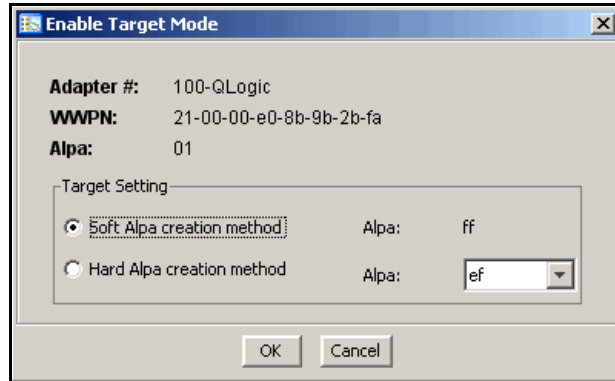 Enable Target Mode
Adapter #: 100-QLogic
WWPN: 21-00-00-e0-8b-9b-2b-fa
Alpa: 01
Target Setting
Soft Alpa creation method Alpa: ff
Hard Alpa creation method Alpa: ef
OK Cancel